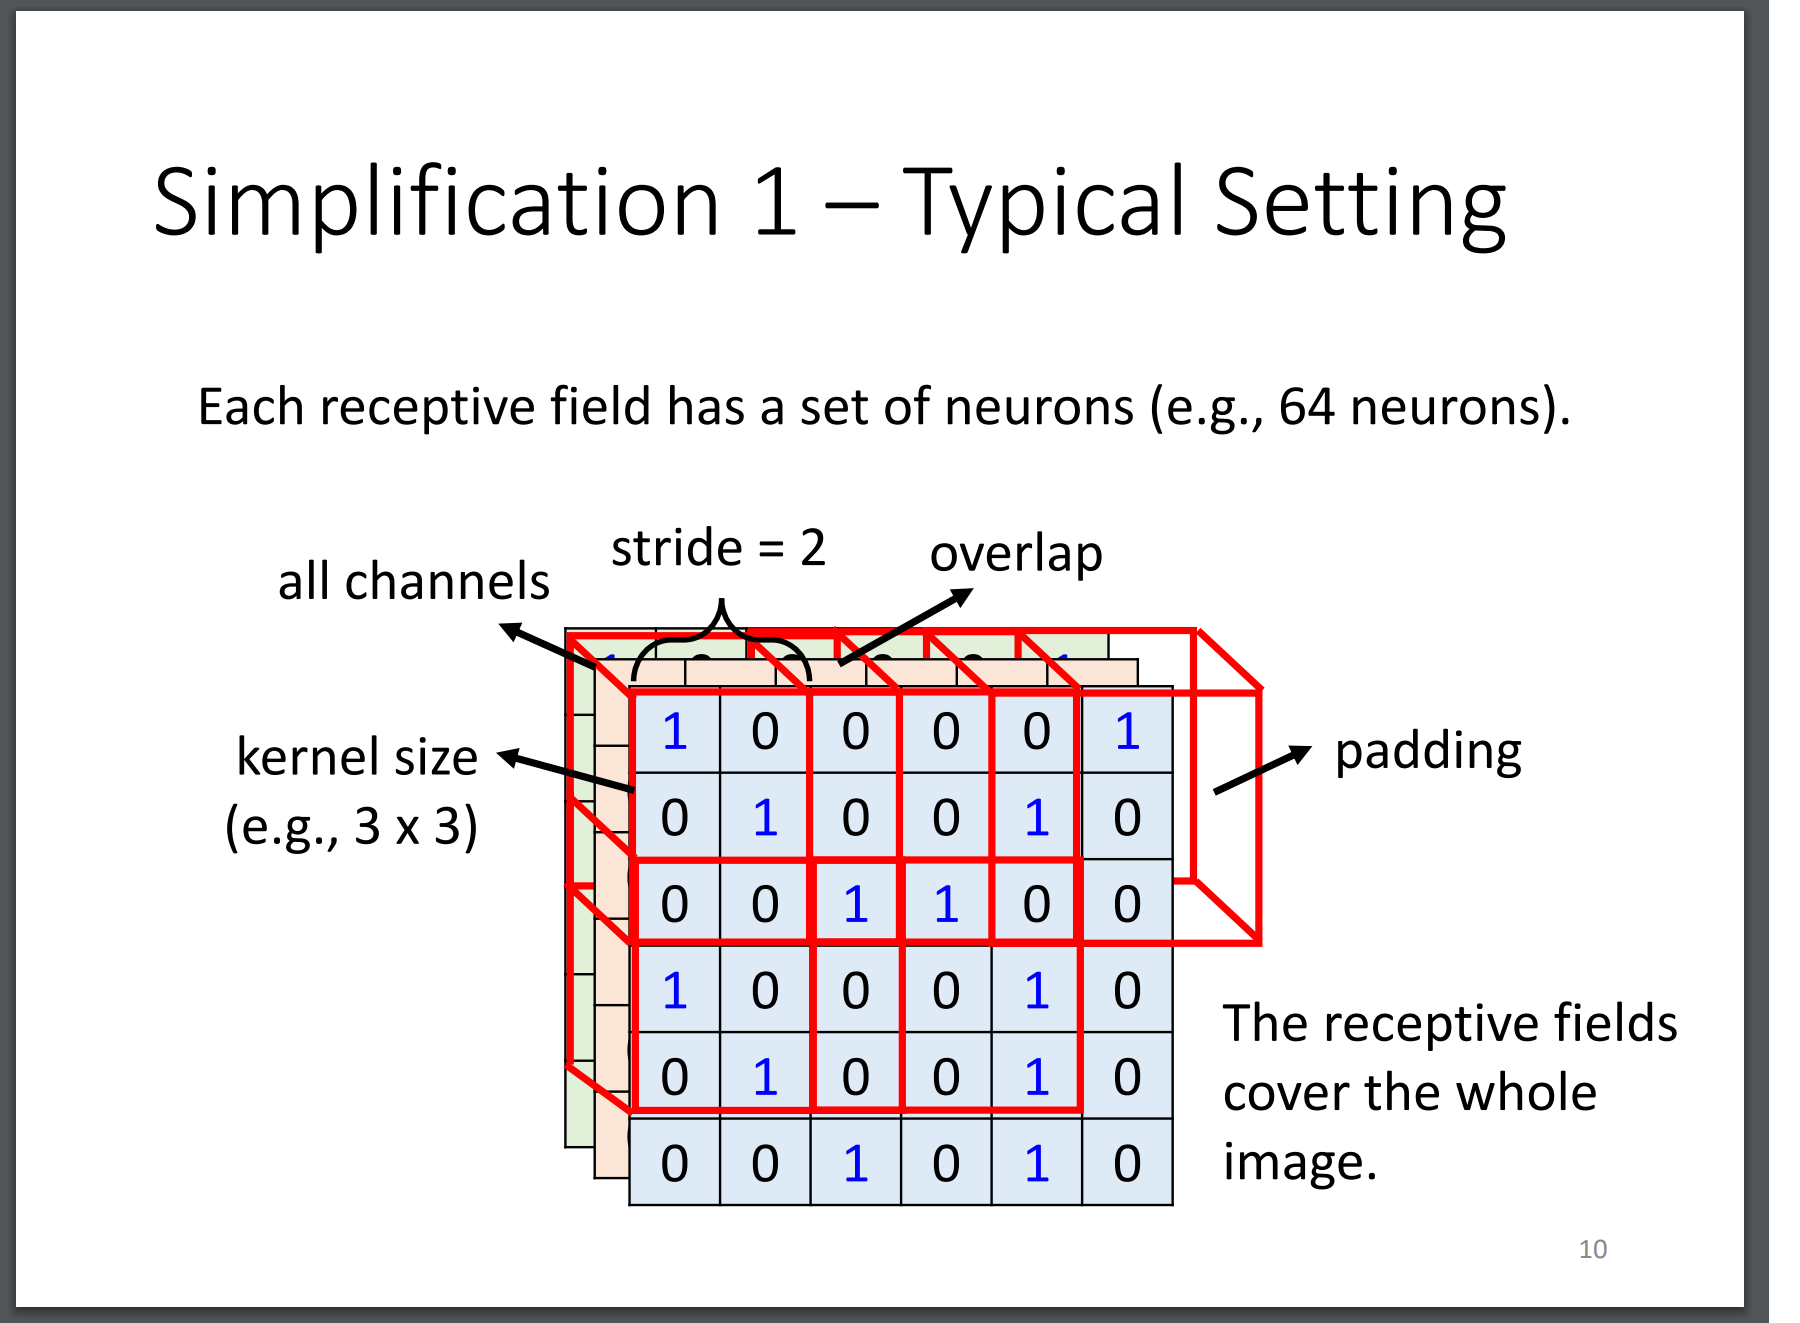 Simplification 1 – Typical Setting
Each receptive field has a set of neurons (e.g., 64 neurons).
stride = 2
overlap
all channels
kernel size
(e.g., 3 x 3)
padding
1 0 0 0 0 1
0 1 0 0 1 0
0 0 1 1 0 0
1 0 0 0 1 0
0 1 0 0 1 0
0 0 1 0 1 0
The receptive fields
cover the whole
image.
10